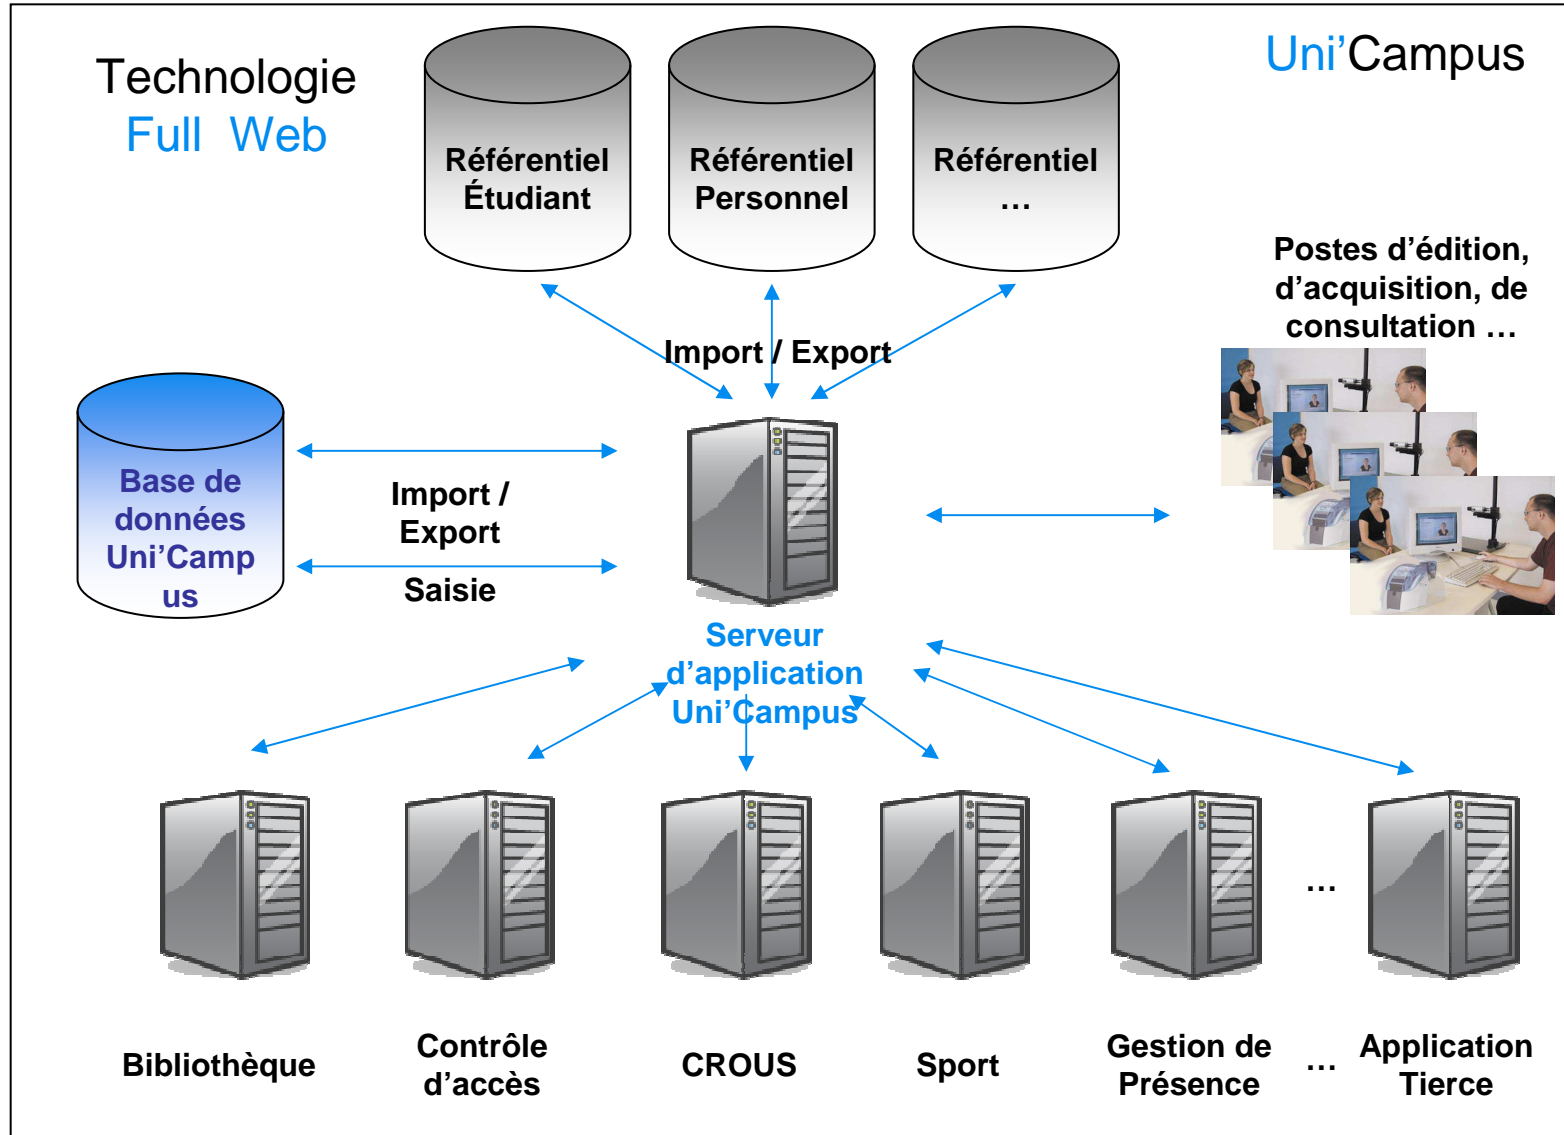 Technologie
Full Web
Uni'Campus
Référentiel
Étudiant
Référentiel
Personnel
Référentiel
…
Postes d'édition,
d'acquisition, de
consultation …
Import / Export
Base de
données
Uni'Camp
us
Import /
Export
Saisie
Serveur
d'application
Uni'Campus
…
Bibliothèque
Contrôle
d'accès
CROUS
Sport
Gestion de
Présence
…
Application
Tierce